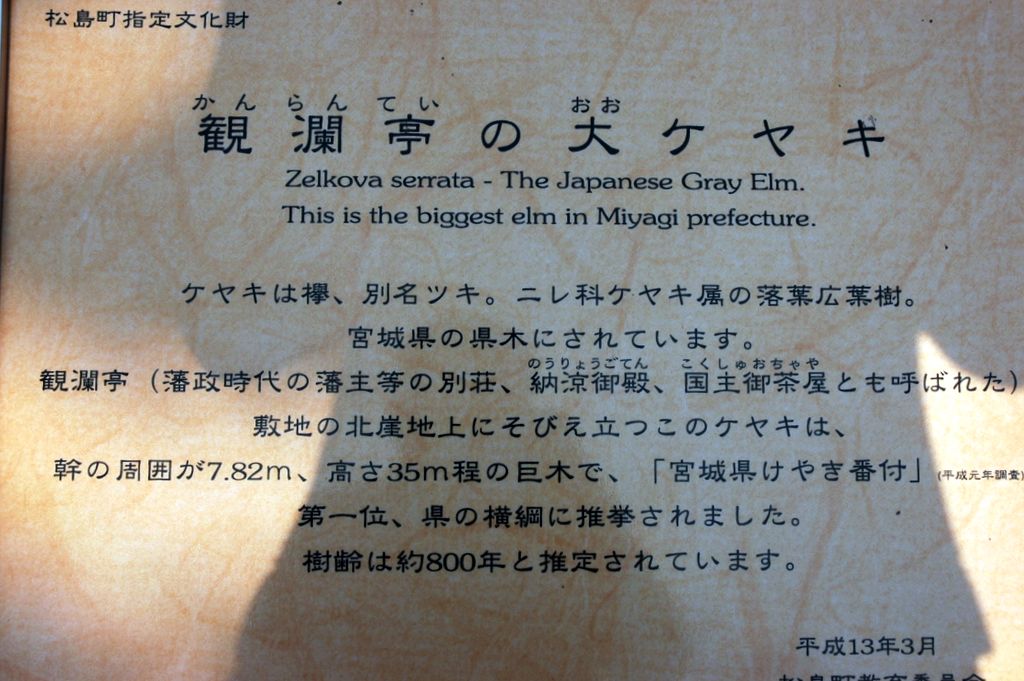 松島町指定文化財
かんらんてい おお
観瀾亭の大ケヤキ
Zelkova serrata - The Japanese Gray Elm.
This is the biggest elm in Miyagi prefecture.
ケヤキは欅、別名ツキ。ニレ科ケヤキ属の落葉広葉樹。
宮城県の県木にされています。
のうりょうごてん こくしゅおちゃや
観瀾亭（藩政時代の藩主等の別荘、納涼御殿、国主御茶屋とも呼ばれた）
敷地の北崖地上にそびえ立つこのケヤキは、
幹の周囲が7.82m、高さ35m程の巨木で、「宮城県けやき番付」(平成元年調査)
第一位、県の横綱に推挙されました。
樹齢は約800年と推定されています。
平成13年3月
松島町教育委員会